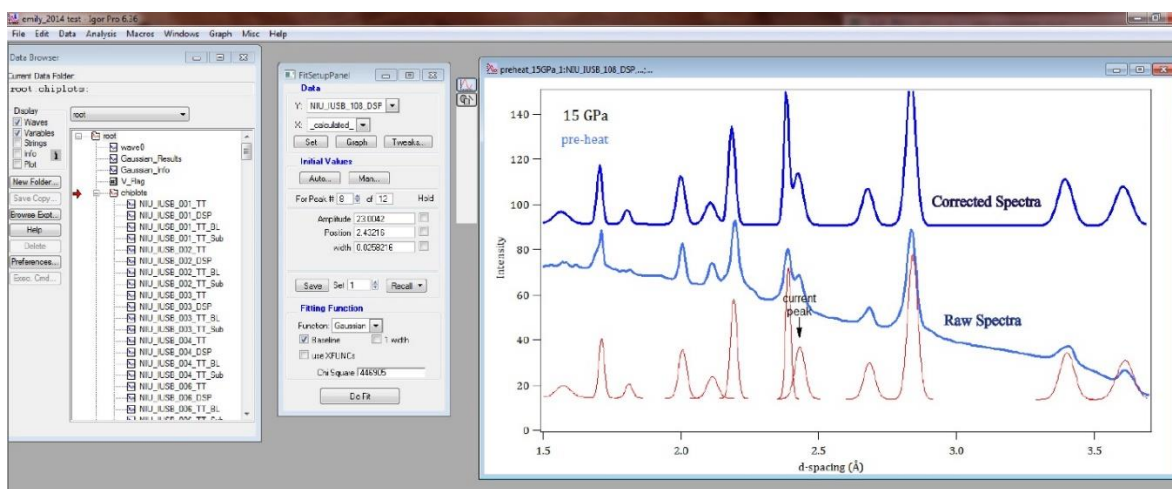 emily_2014 test - Igor Pro 6.36
File Edit Data Analysis Macros Windows Graph Misc Help
Data Browser
Current Data Folder:
root:chiplots:
Display
Waves
Variables
Strings
Info
Plot
New Folder...
Save Copy...
Browse Expt...
Help
Delete
Preferences...
Exec. Cmd...
root
root
wave0
Gaussian_Results
Gaussian_Info
V_Flag
chiplots
NIU_IUSB_001_TT
NIU_IUSB_001_DSP
NIU_IUSB_001_TT_BL
NIU_IUSB_001_TT_Sub
NIU_IUSB_002_TT
NIU_IUSB_002_DSP
NIU_IUSB_002_TT_BL
NIU_IUSB_002_TT_Sub
NIU_IUSB_003_TT
NIU_IUSB_003_DSP
NIU_IUSB_003_TT_BL
NIU_IUSB_003_TT_Sub
NIU_IUSB_004_TT
NIU_IUSB_004_DSP
NIU_IUSB_004_TT_BL
NIU_IUSB_004_TT_Sub
NIU_IUSB_006_TT
NIU_IUSB_006_DSP
NIU_IUSB_006_TT_BL
NIU_IUSB_006_TT_Sub
FitSetupPanel
Data
Y: NIU_IUSB_108_DSP
X: _calculated_
Set Graph Tweaks...
Initial Values
Auto... Man...
For Peak # 8 of 12 Hold
Amplitude 23.0042
Position 2.43216
width 0.0258216
Save Set 1 Recall
Fitting Function
Function: Gaussian
Baseline 1 width
use XFUNCs
Chi Square 446905
Do Fit
preheat_15GPa_1:NIU_IUSB_108_DSP,...;...
15 GPa
pre-heat
Corrected Spectra
Raw Spectra
current
peak
Intensity
140
120
100
80
60
40
20
0
1.5 2.0 2.5 3.0 3.5
d-spacing (Å)